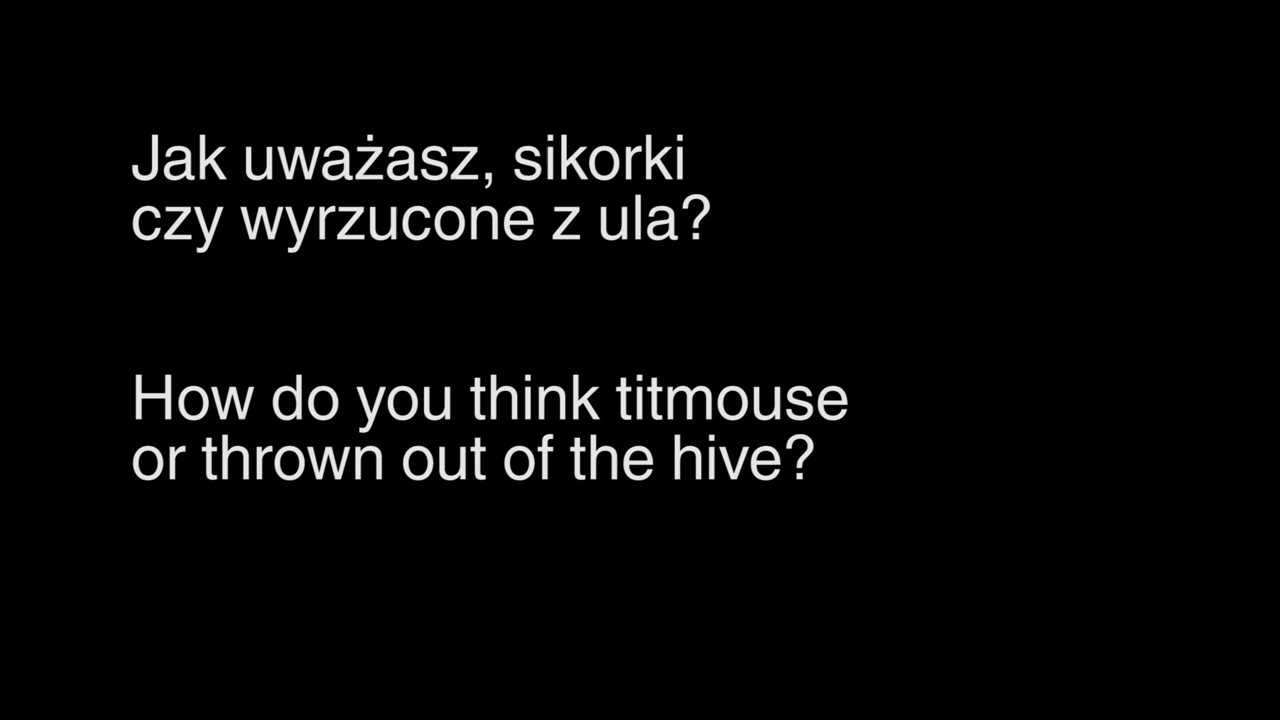 Jak uważasz, sikorki
czy wyrzucone z ula?
How do you think titmouse
or thrown out of the hive?